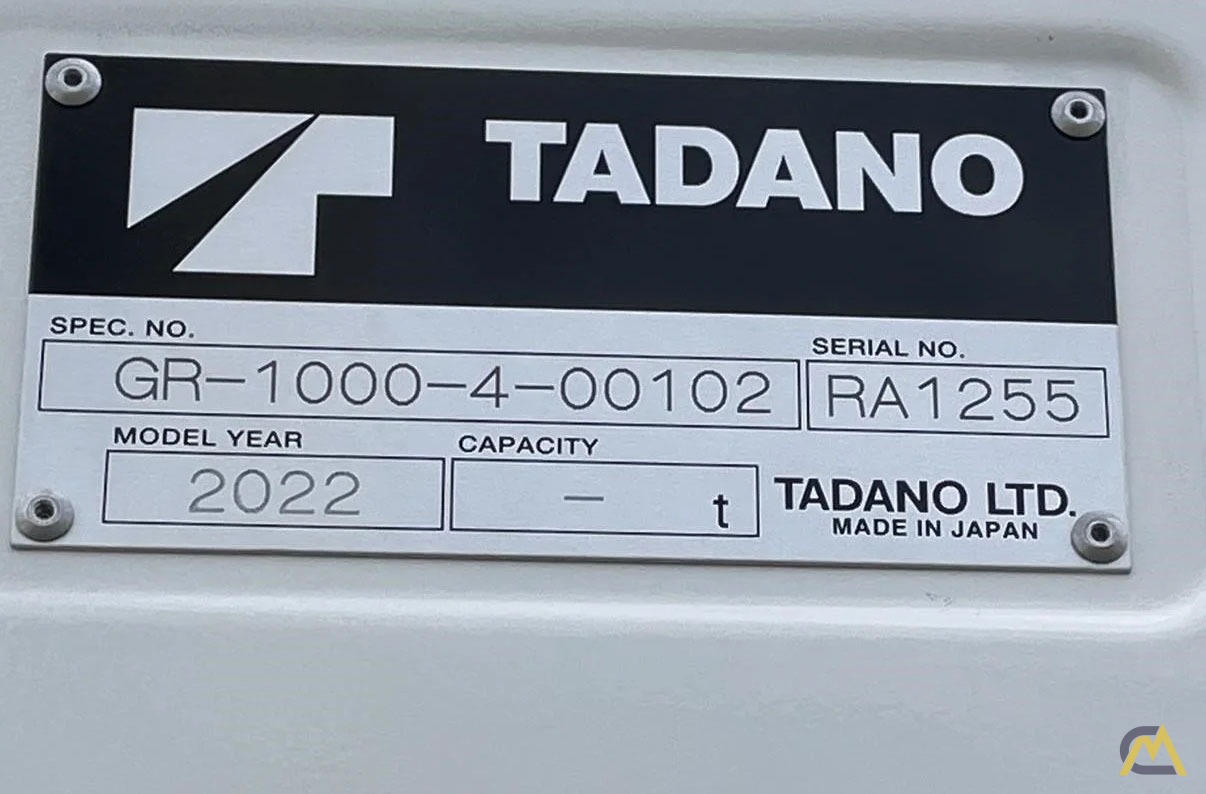 TADANO
SPEC. NO.
GR-1000-4-00102
SERIAL NO.
RA1255
MODEL YEAR
2022
CAPACITY
- t
TADANO LTD.
MADE IN JAPAN